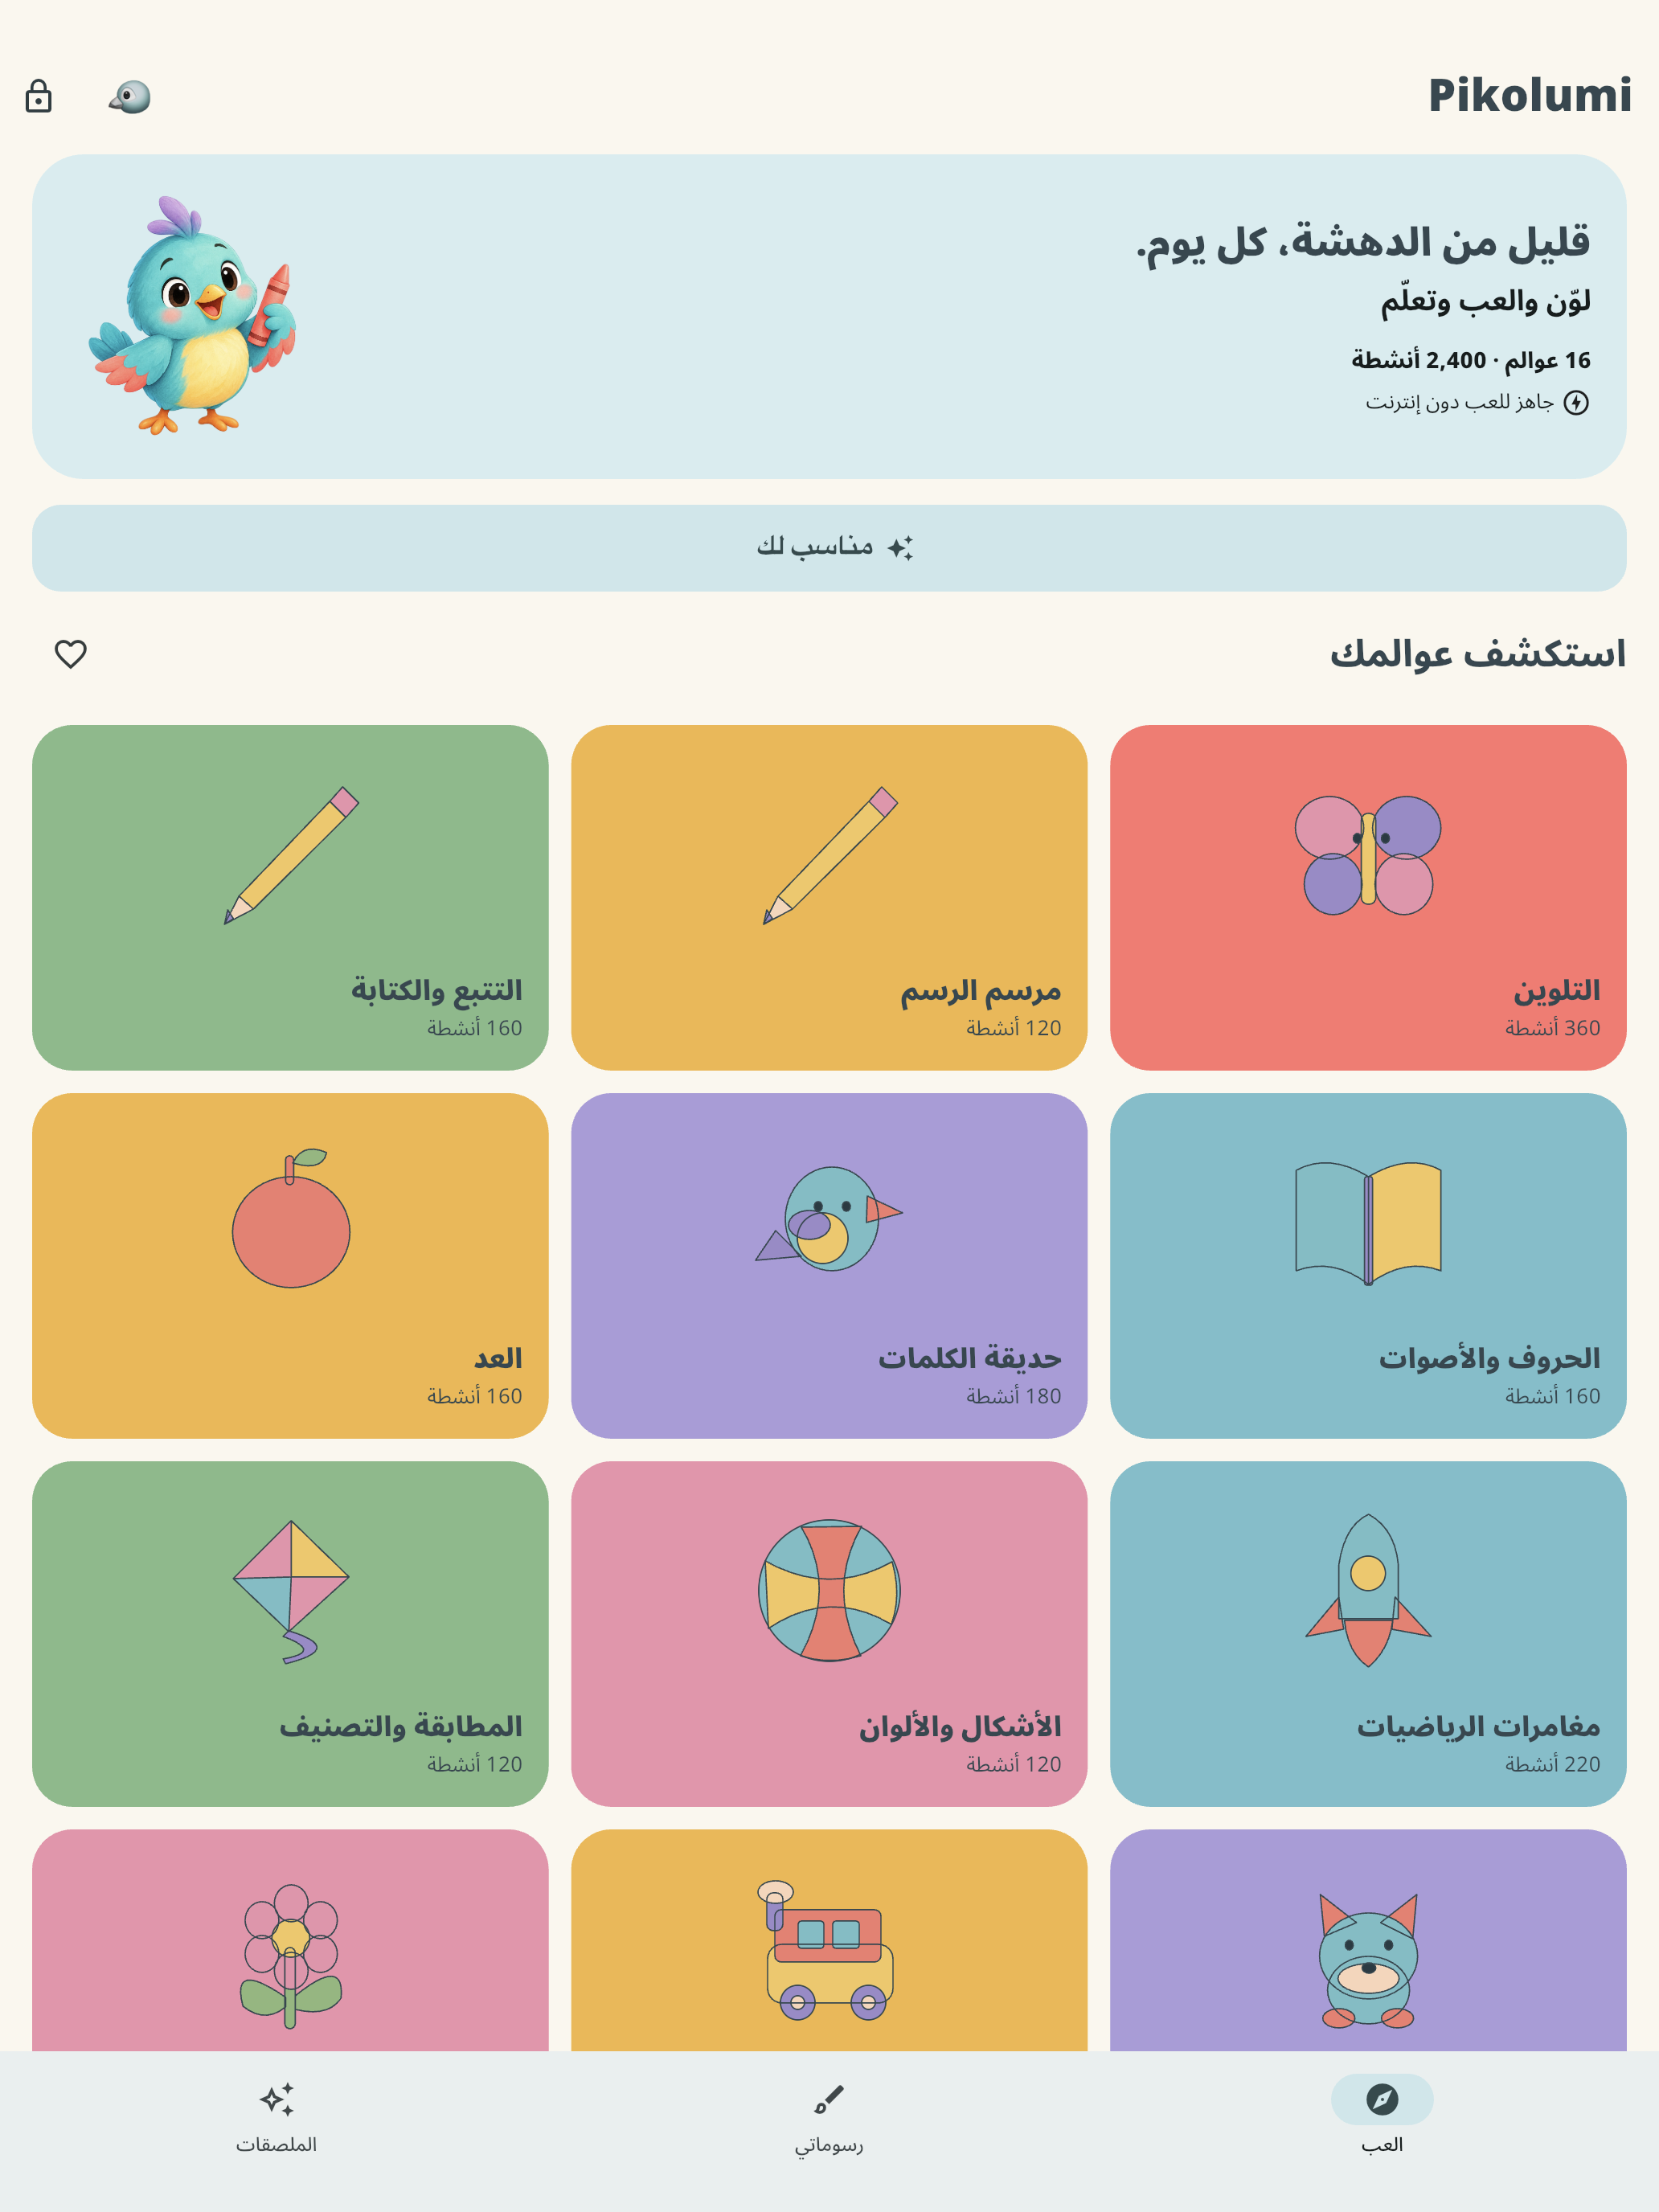 Pikolumi
قليل من الدهشة، كل يوم.
لوّن والعب وتعلّم
16 عوالم · 2,400 أنشطة
جاهز للعب دون إنترنت
مناسب لك
استكشف عوالمك
التلوين
360 أنشطة
مرسم الرسم
120 أنشطة
التتبع والكتابة
160 أنشطة
الحروف والأصوات
160 أنشطة
حديقة الكلمات
180 أنشطة
العد
160 أنشطة
مغامرات الرياضيات
220 أنشطة
الأشكال والألوان
120 أنشطة
المطابقة والتصنيف
120 أنشطة
العب
رسوماتي
الملصقات